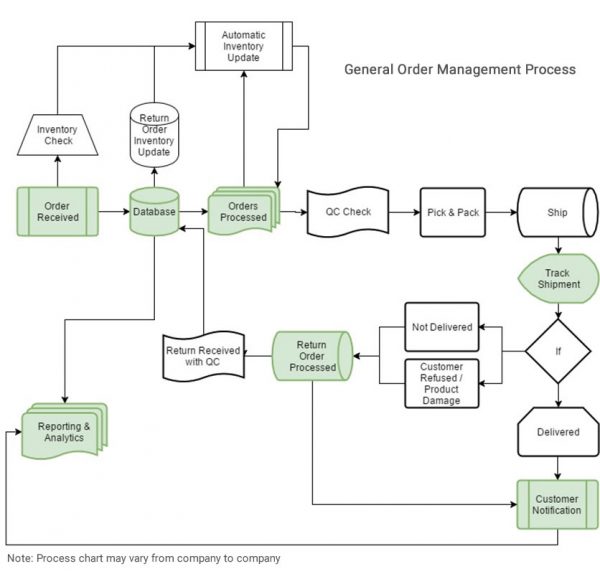 Automatic
Inventory
Update
General Order Management Process
Inventory
Check
Return
Order
Inventory
Update
Order
Received
Database
Orders
Processed
QC Check
Pick & Pack
Ship
Track
Shipment
Not Delivered
If
Return Received
with QC
Return
Order
Processed
Customer
Refused /
Product
Damage
Reporting &
Analytics
Delivered
Customer
Notification
Note: Process chart may vary from company to company